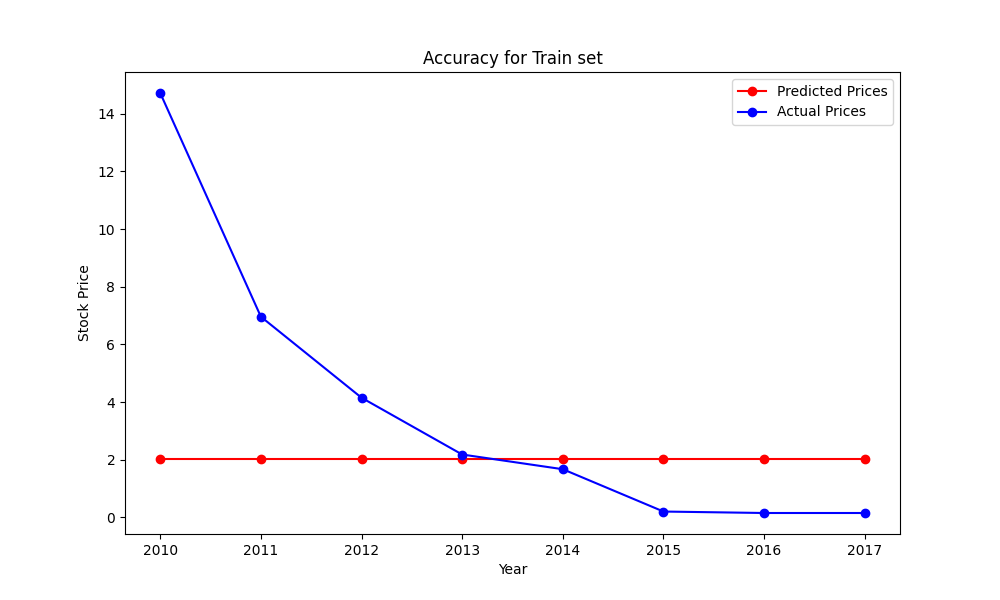 Accuracy for Train set
Predicted Prices
Actual Prices
14
12
10
8
6
4
2
0
Stock Price
2010 2011 2012 2013 2014 2015 2016 2017
Year